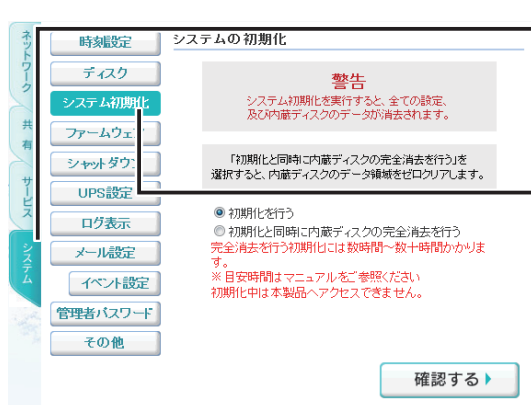 ネットワーク
共有
サービス
システム
時刻設定
ディスク
システム初期化
ファームウェア
シャットダウン
UPS設定
ログ表示
メール設定
イベント設定
管理者パスワード
その他
システムの初期化
警告
システム初期化を実行すると、全ての設定、
及び内蔵ディスクのデータが消去されます。
「初期化と同時に内蔵ディスクの完全消去を行う」を
選択すると、内蔵ディスクのデータ領域をゼロクリアします。
初期化を行う
初期化と同時に内蔵ディスクの完全消去を行う
完全消去を行う初期化には数時間～数十時間かかりま
す。
※目安時間はマニュアルをご参照ください
初期化中は本製品へアクセスできません。
確認する